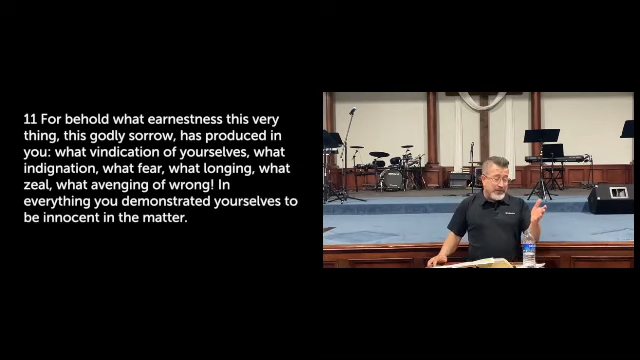 11 For behold what earnestness this very
thing, this godly sorrow, has produced in
you: what vindication of yourselves, what
indignation, what fear, what longing, what
zeal, what avenging of wrong! In
everything you demonstrated yourselves to
be innocent in the matter.